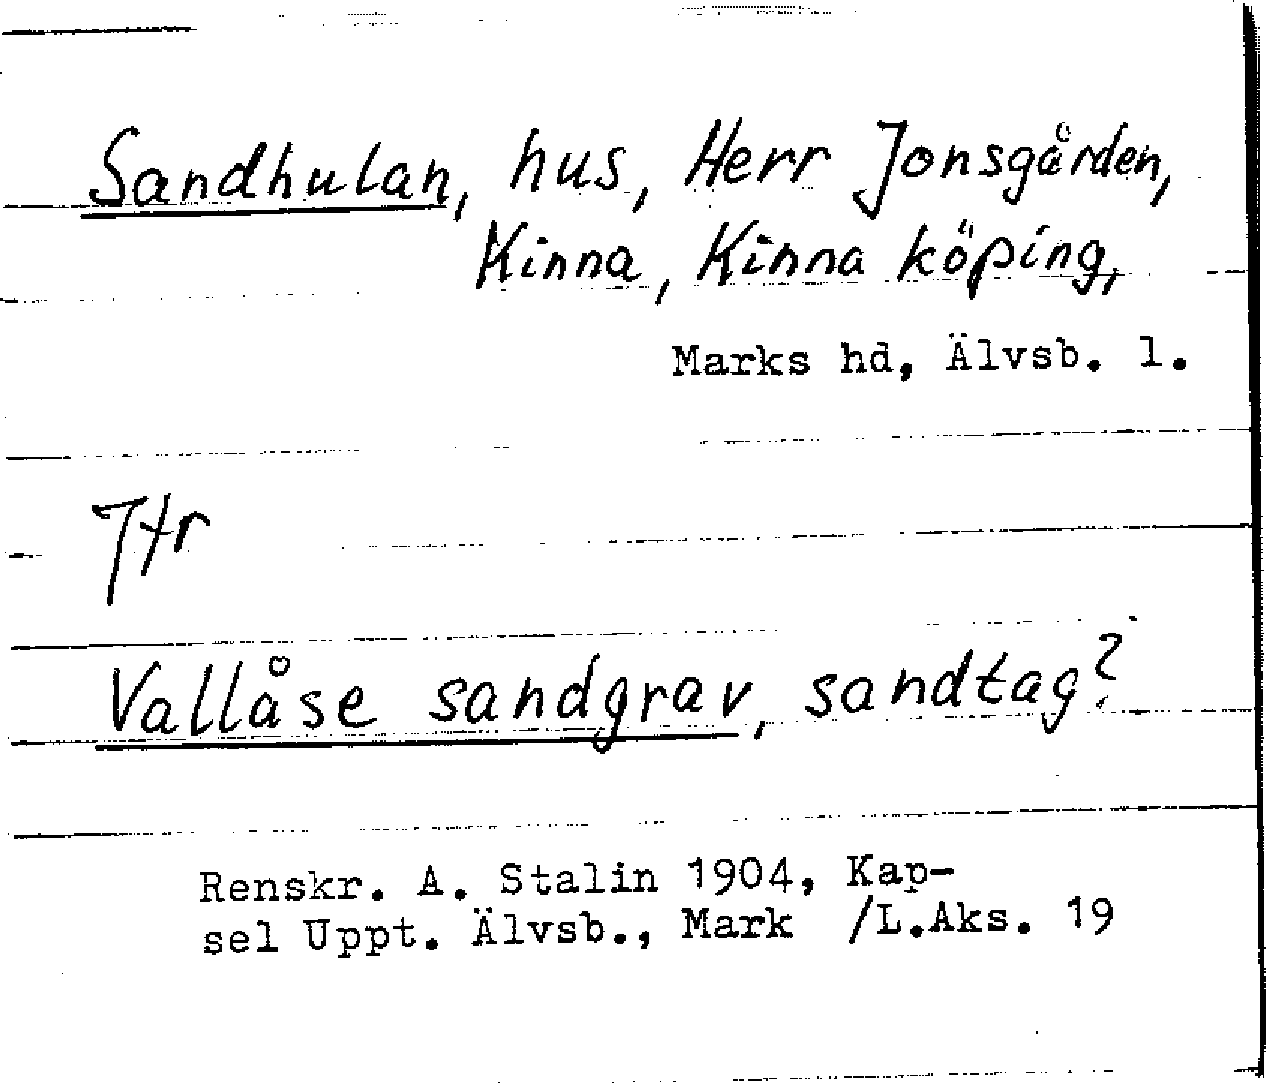 Sandhulan, hus, Herr Jonsgården,
Kinna, Kinna köping,
Marks hd, Älvsb. l.
Jfr
Vallåse sandgrav, sandtag?
Renskr. A. Stalin 1904, Kap-
sel Uppt. Älvsb., Mark /L.Aks. 19